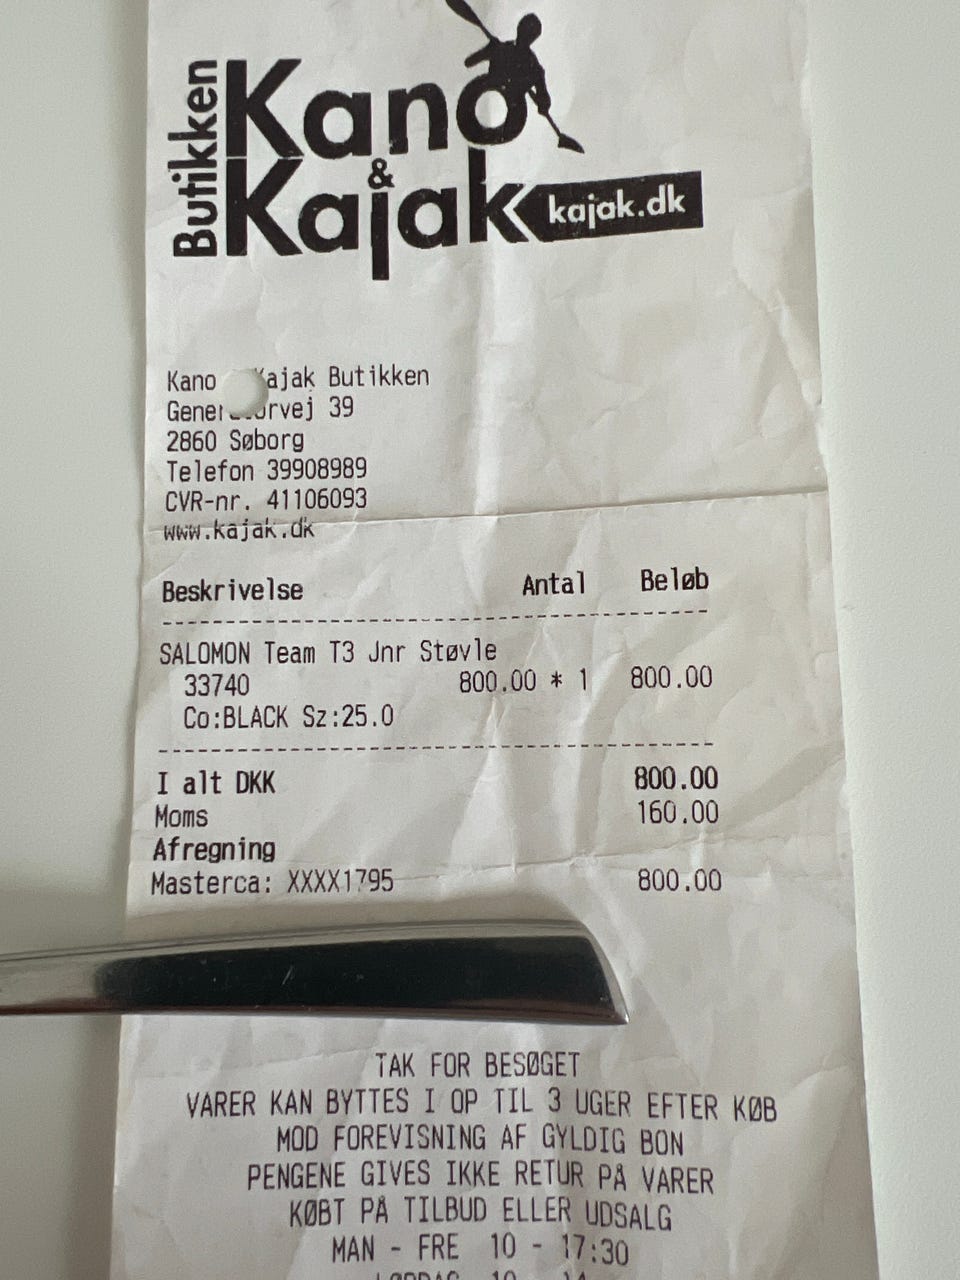 Butikken
Kano
& Kajak
kajak.dk
Kano Kajak Butikken
Generatorvej 39
2860 Søborg
Telefon 39908989
CVR-nr. 41106093
www.kajak.dk
Beskrivelse Antal Beløb
SALOMON Team T3 Jnr Støvle
33740 800.00 * 1 800.00
Co:BLACK Sz:25.0
I alt DKK 800.00
Moms 160.00
Afregning
Masterca: XXXX1795 800.00
TAK FOR BESØGET
VARER KAN BYTTES I OP TIL 3 UGER EFTER KØB
MOD FOREVISNING AF GYLDIG BON
PENGENE GIVES IKKE RETUR PÅ VARER
KØBT PÅ TILBUD ELLER UDSALG
MAN - FRE 10 - 17:30
LØRDAG 10 - 14